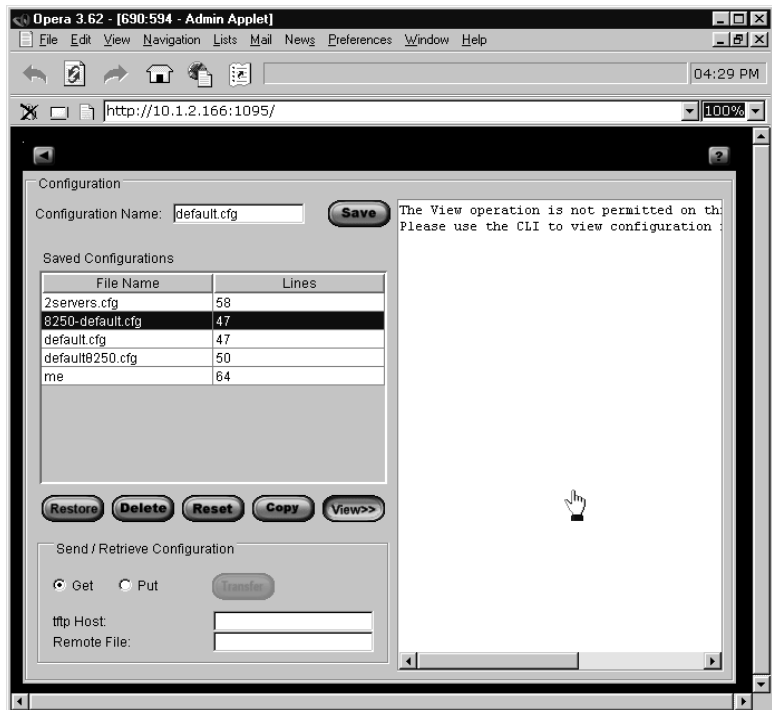 Opera 3.62 - [690:594 - Admin Applet]
File Edit View Navigation Lists Mail News Preferences Window Help
04:29 PM
http://10.1.2.166:1095/
100%
?
Configuration
Configuration Name: default.cfg
Save
The View operation is not permitted on thi
Please use the CLI to view configuration
Saved Configurations
File Name Lines
2servers.cfg 58
8250-default.cfg 47
default.cfg 47
default8250.cfg 50
me 64
Restore Delete Reset Copy View>>
Send / Retrieve Configuration
Get Put Transfer
tftp Host:
Remote File: